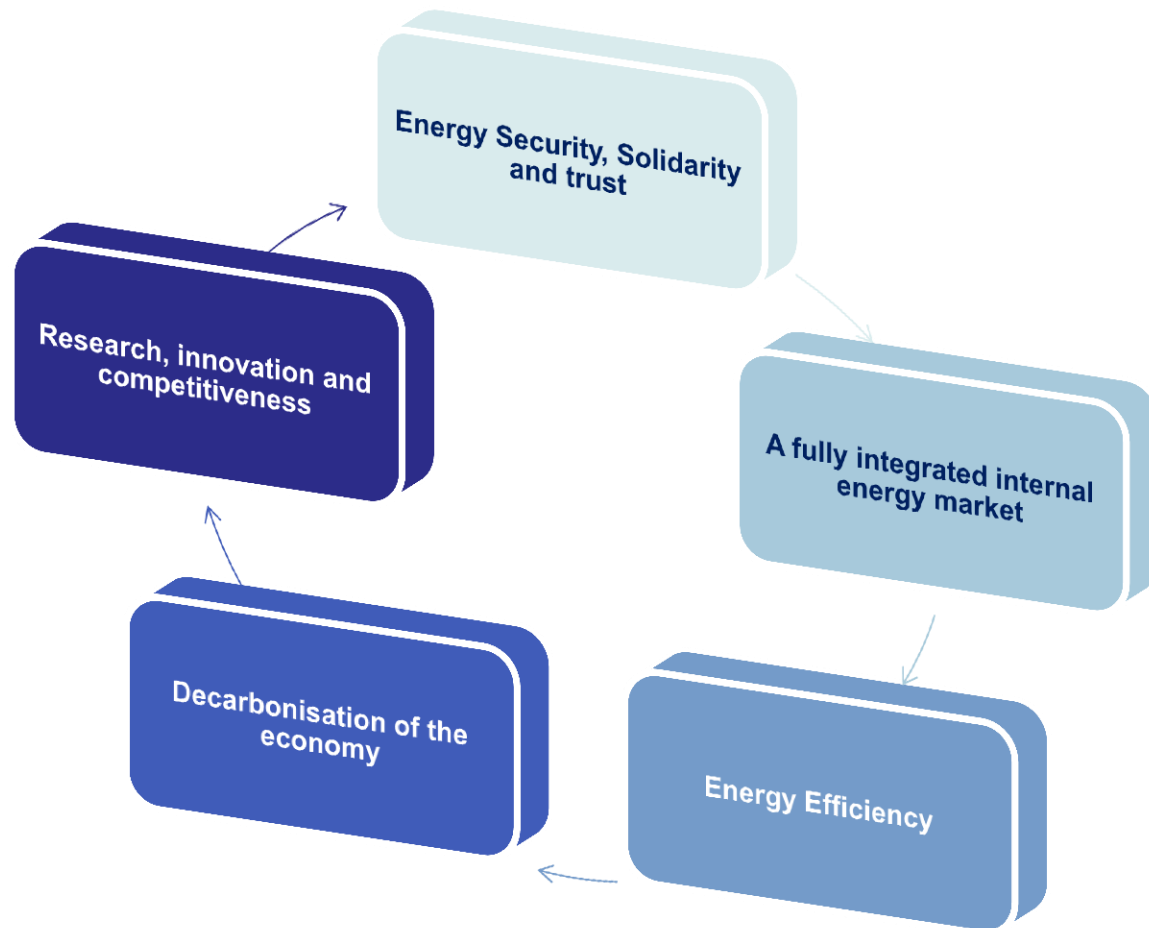 Energy Security, Solidarity
and trust
A fully integrated internal
energy market
Energy Efficiency
Decarbonisation of the
economy
Research, innovation and
competitiveness